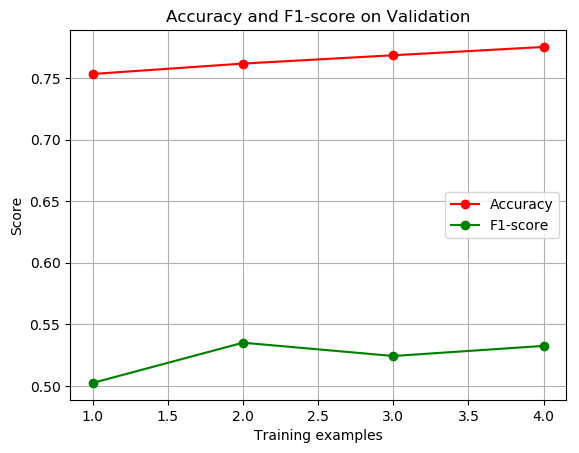 Accuracy and F1-score on Validation
Score
0.75
0.70
0.65
0.60
0.55
0.50
Accuracy
F1-score
1.0 1.5 2.0 2.5 3.0 3.5 4.0
Training examples